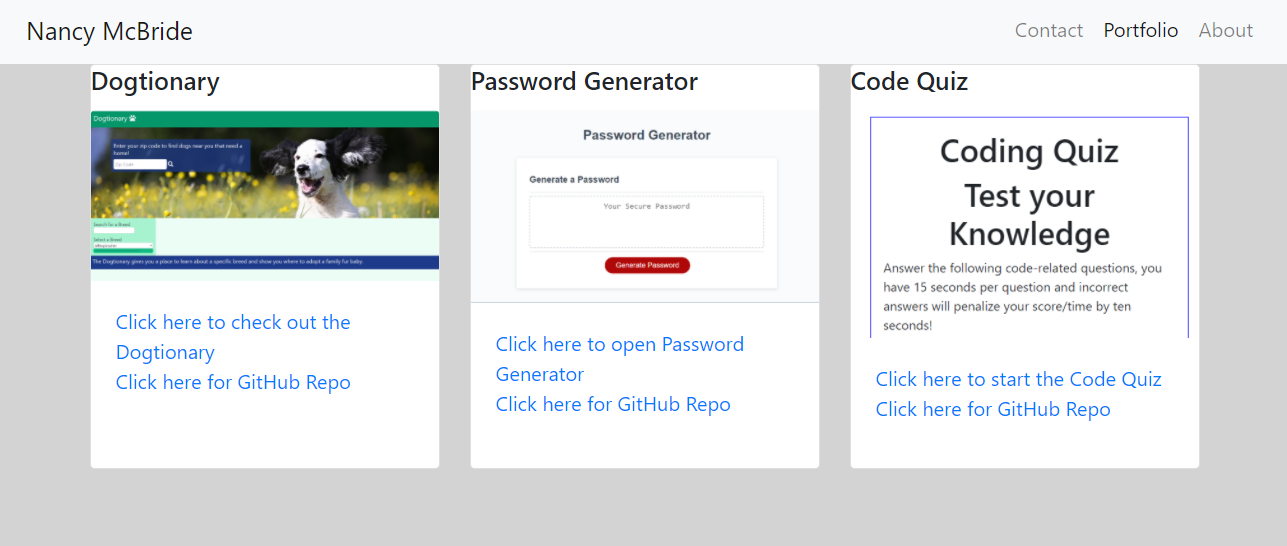 Nancy McBride
Contact Portfolio About
Dogtionary
Dogtionary
Enter your zip code to find dogs near you that need a
home!
Search for a Breed:
Select a Breed
The Dogtionary gives you a place to learn about a specific breed and show you where to adopt a family fur baby.
Click here to check out the
Dogtionary
Click here for GitHub Repo
Password Generator
Password Generator
Generate a Password
Your Secure Password
Generate Password
Click here to open Password
Generator
Click here for GitHub Repo
Code Quiz
Coding Quiz
Test your
Knowledge
Answer the following code-related questions, you
have 15 seconds per question and incorrect
answers will penalize your score/time by ten
seconds!
Click here to start the Code Quiz
Click here for GitHub Repo